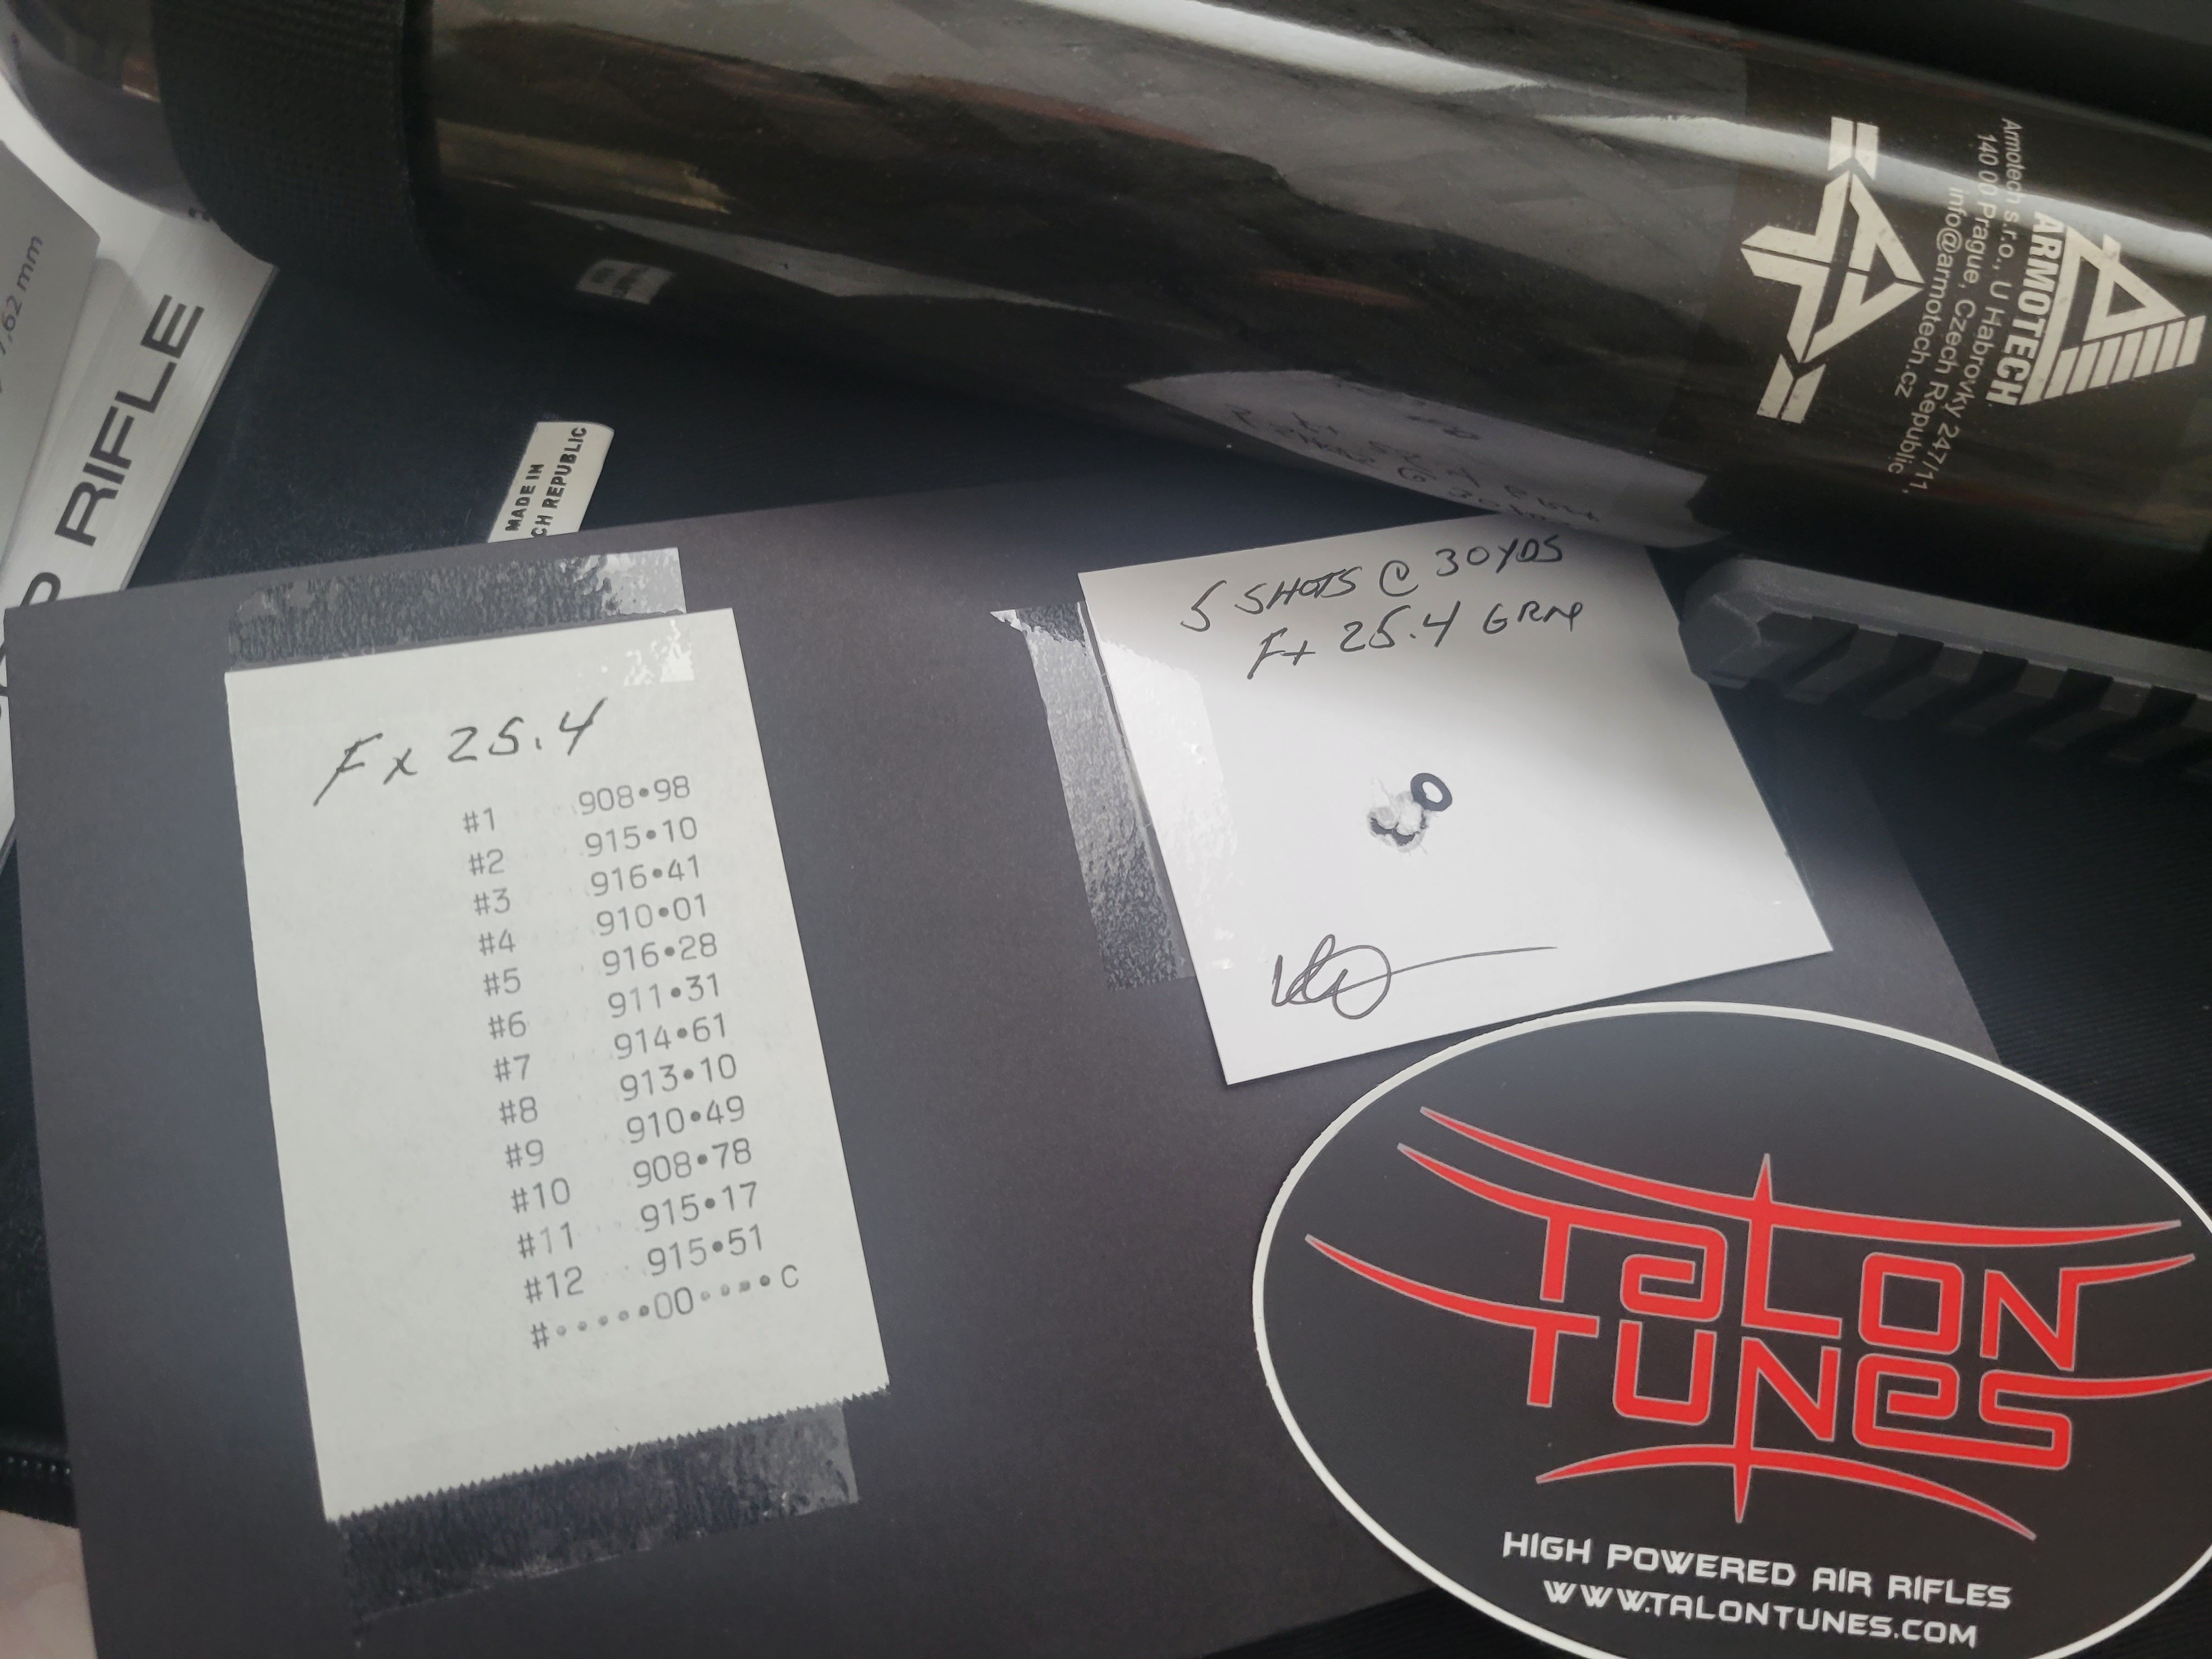 ARMOTECH
Armotech s.r.o., U Habrovky 247/11,
140 00 Prague, Czech Republic,
info@armotech.cz
7,62 mm
RIFLE
MADE IN
CH REPUBLIC
5 SHOTS @ 30YDS
FX 25.4 GRN
FX 25.4
#1 908•98
#2 915•10
#3 916•41
#4 910•01
#5 916•28
#6 911•31
#7 914•61
#8 913•10
#9 910•49
#10 908•78
#11 915•17
#12 915•51
#•••••00••••C
TALON
TUNES
HIGH POWERED AIR RIFLES
WWW.TALONTUNES.COM